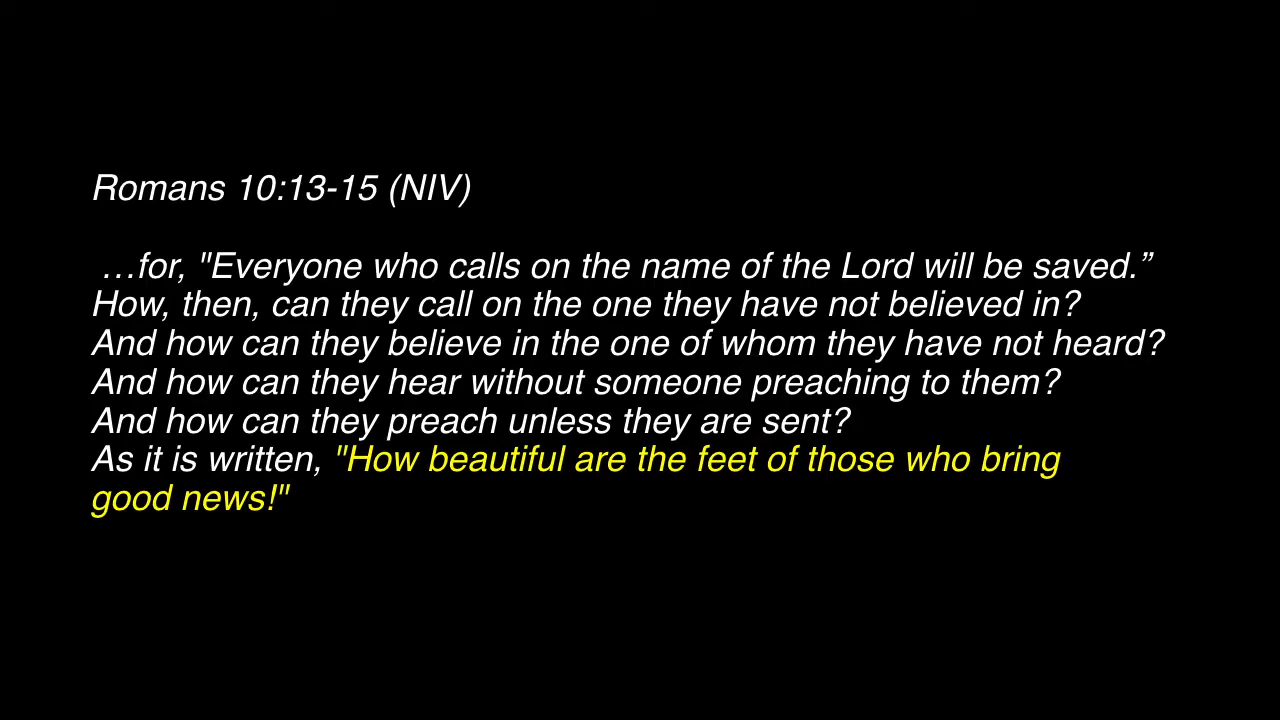 Romans 10:13-15 (NIV)
…for, "Everyone who calls on the name of the Lord will be saved.”
How, then, can they call on the one they have not believed in?
And how can they believe in the one of whom they have not heard?
And how can they hear without someone preaching to them?
And how can they preach unless they are sent?
As it is written, "How beautiful are the feet of those who bring
good news!"